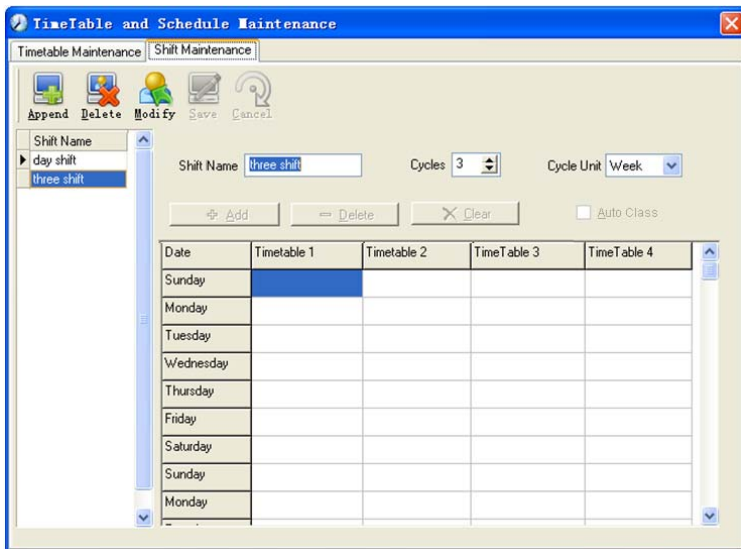 TimeTable and Schedule Maintenance
Timetable Maintenance Shift Maintenance
Append Delete Modify Save Cancel
Shift Name
day shift
three shift
Shift Name three shift Cycles 3 Cycle Unit Week
Add Delete Clear Auto Class
Date Timetable 1 Timetable 2 TimeTable 3 TimeTable 4
Sunday
Monday
Tuesday
Wednesday
Thursday
Friday
Saturday
Sunday
Monday